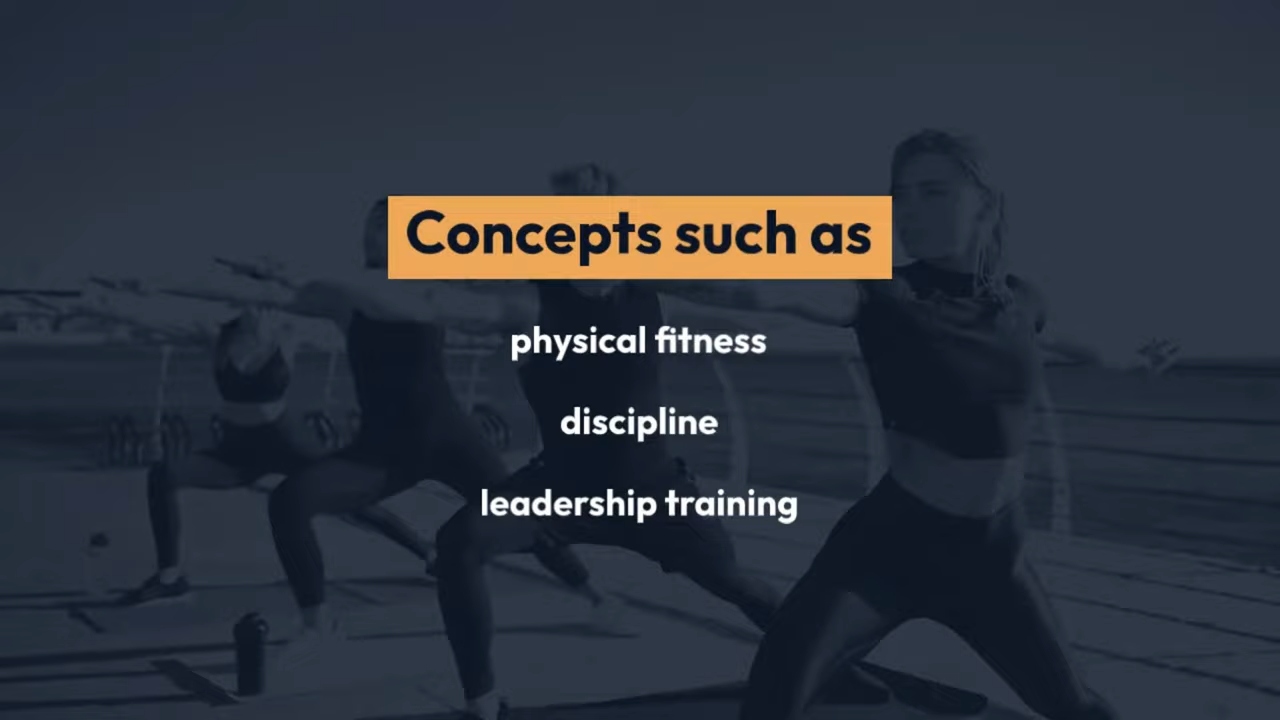 Concepts such as
physical fitness
discipline
leadership training